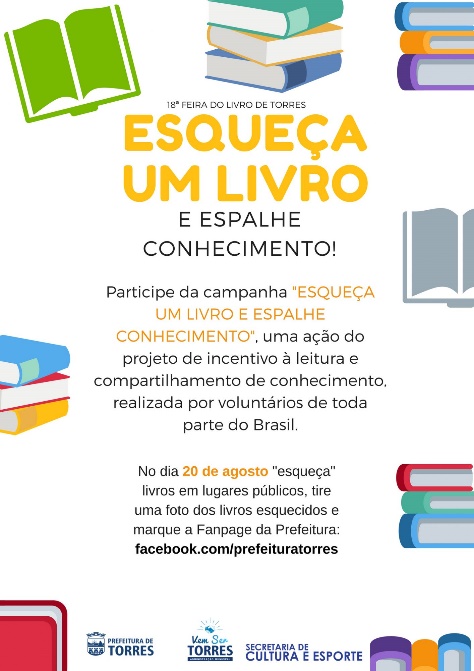 18ª FEIRA DO LIVRO DE TORRES
ESQUEÇA
UM LIVRO
E ESPALHE
CONHECIMENTO!
Participe da campanha "ESQUEÇA
UM LIVRO E ESPALHE
CONHECIMENTO", uma ação do
projeto de incentivo à leitura e
compartilhamento de conhecimento,
realizada por voluntários de toda
parte do Brasil.
No dia 20 de agosto "esqueça"
livros em lugares públicos, tire
uma foto dos livros esquecidos e
marque a Fanpage da Prefeitura:
facebook.com/prefeituratorres
PREFEITURA DE
TORRES
Vem Ser
TORRES
SECRETARIA DE
CULTURA E ESPORTE